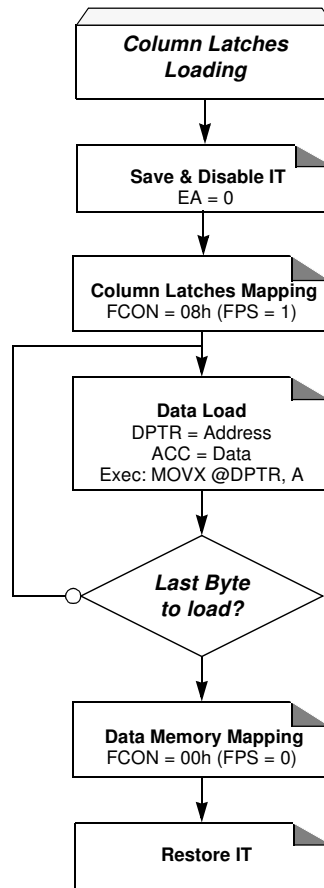 Column Latches
Loading
Save & Disable IT
EA = 0
Column Latches Mapping
FCON = 08h (FPS = 1)
Data Load
DPTR = Address
ACC = Data
Exec: MOVX @DPTR, A
Last Byte
to load?
Data Memory Mapping
FCON = 00h (FPS = 0)
Restore IT